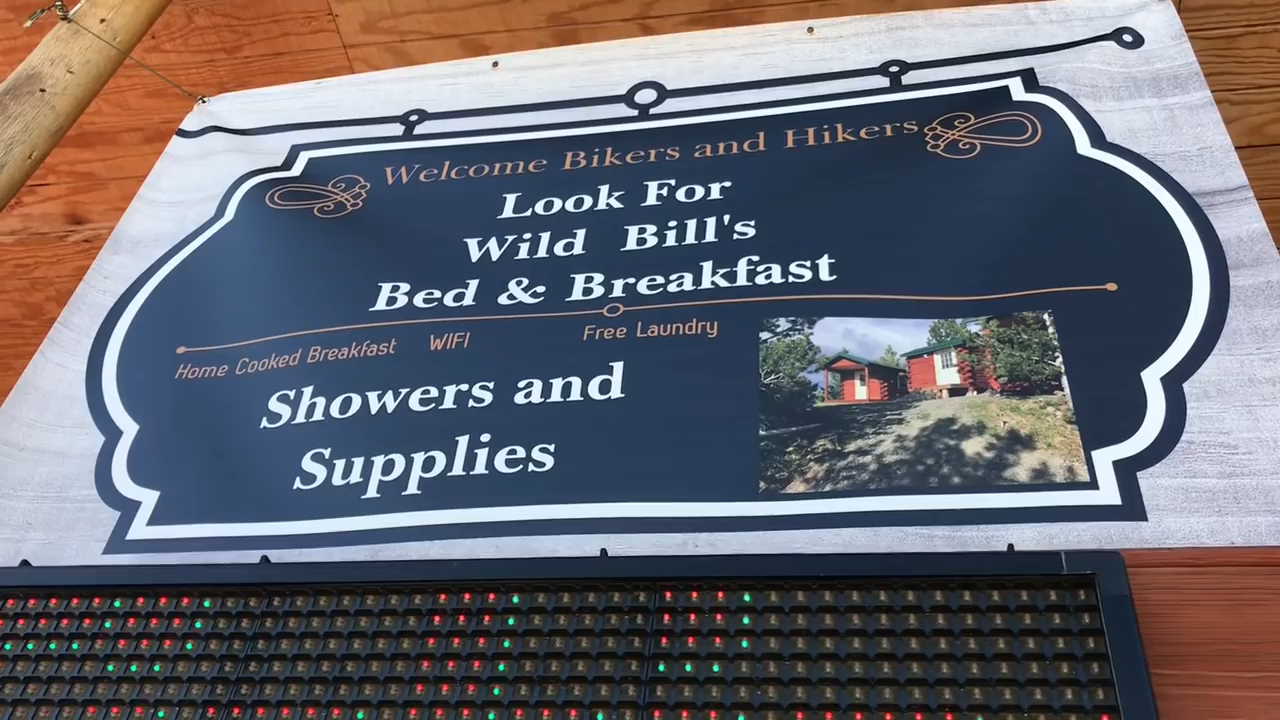 Welcome Bikers and Hikers
Look For
Wild Bill's
Bed & Breakfast
Home Cooked Breakfast WIFI Free Laundry
Showers and
Supplies